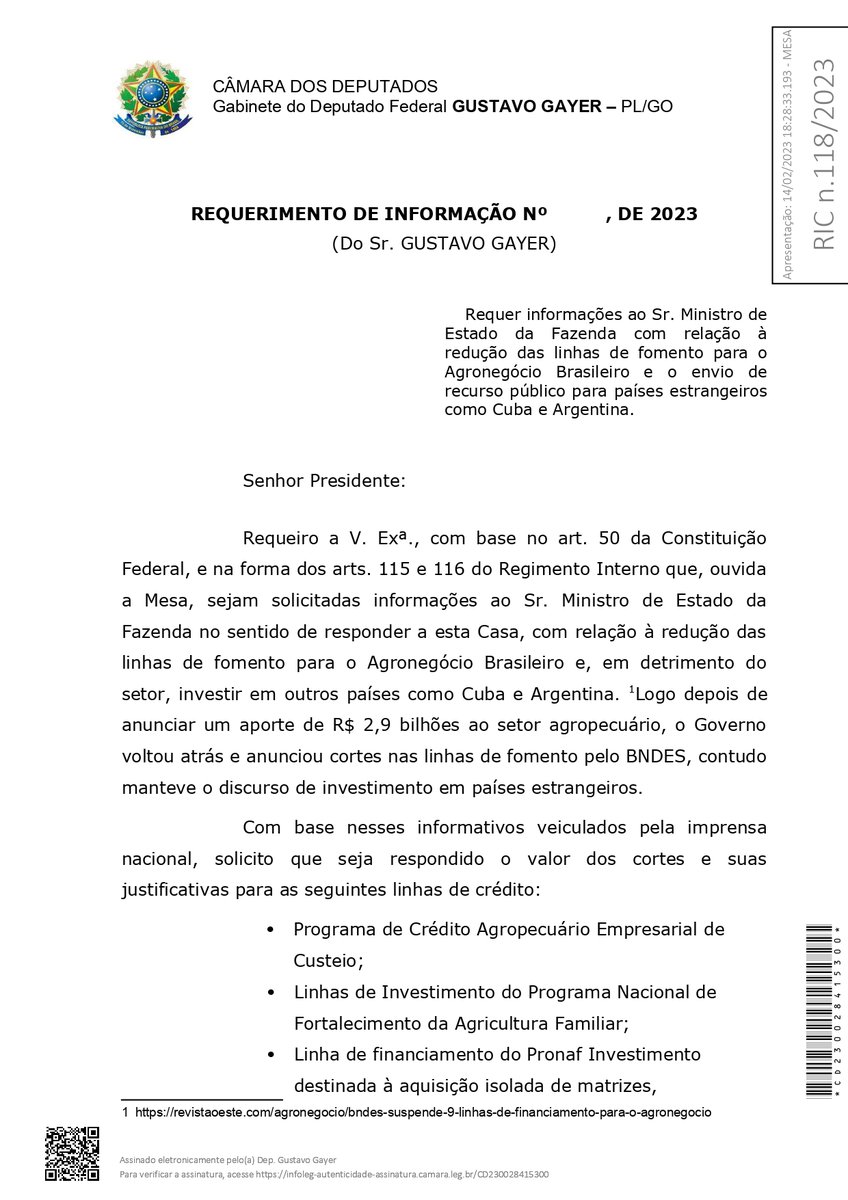 CÂMARA DOS DEPUTADOS
Gabinete do Deputado Federal GUSTAVO GAYER – PL/GO
Apresentação: 14/02/2023 18:28:33.193 - MESA
RIC n.118/2023
REQUERIMENTO DE INFORMAÇÃO Nº , DE 2023
(Do Sr. GUSTAVO GAYER)
Requer informações ao Sr. Ministro de
Estado da Fazenda com relação à
redução das linhas de fomento para o
Agronegócio Brasileiro e o envio de
recurso público para países estrangeiros
como Cuba e Argentina.
Senhor Presidente:
Requeiro a V. Exª., com base no art. 50 da Constituição
Federal, e na forma dos arts. 115 e 116 do Regimento Interno que, ouvida
a Mesa, sejam solicitadas informações ao Sr. Ministro de Estado da
Fazenda no sentido de responder a esta Casa, com relação à redução das
linhas de fomento para o Agronegócio Brasileiro e, em detrimento do
setor, investir em outros países como Cuba e Argentina. ¹Logo depois de
anunciar um aporte de R$ 2,9 bilhões ao setor agropecuário, o Governo
voltou atrás e anunciou cortes nas linhas de fomento pelo BNDES, contudo
manteve o discurso de investimento em países estrangeiros.
Com base nesses informativos veiculados pela imprensa
nacional, solicito que seja respondido o valor dos cortes e suas
justificativas para as seguintes linhas de crédito:
• Programa de Crédito Agropecuário Empresarial de
Custeio;
• Linhas de Investimento do Programa Nacional de
Fortalecimento da Agricultura Familiar;
• Linha de financiamento do Pronaf Investimento
destinada à aquisição isolada de matrizes,
1 https://revistaoeste.com/agronegocio/bndes-suspende-9-linhas-de-financiamento-para-o-agronegocio
Assinado eletronicamente pelo(a) Dep. Gustavo Gayer
Para verificar a assinatura, acesse https://infoleg-autenticidade-assinatura.camara.leg.br/CD230028415300
*CD230028415300*